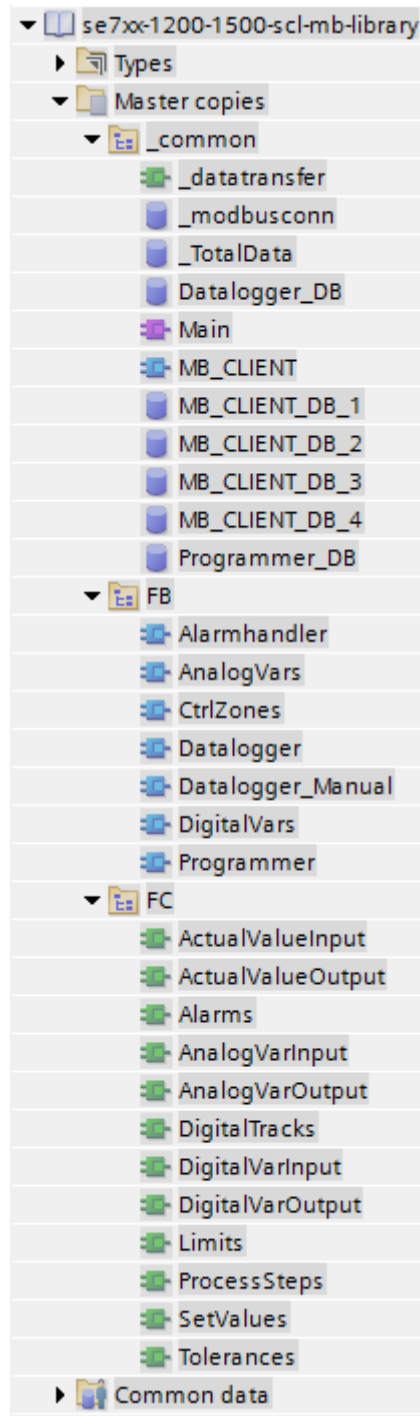 se7xx-1200-1500-scl-mb-library
Types
Master copies
_common
_datatransfer
_modbusconn
_TotalData
Datalogger_DB
Main
MB_CLIENT
MB_CLIENT_DB_1
MB_CLIENT_DB_2
MB_CLIENT_DB_3
MB_CLIENT_DB_4
Programmer_DB
FB
Alarmhandler
AnalogVars
CtrlZones
Datalogger
Datalogger_Manual
DigitalVars
Programmer
FC
ActualValueInput
ActualValueOutput
Alarms
AnalogVarInput
AnalogVarOutput
DigitalTracks
DigitalVarInput
DigitalVarOutput
Limits
ProcessSteps
SetValues
Tolerances
Common data